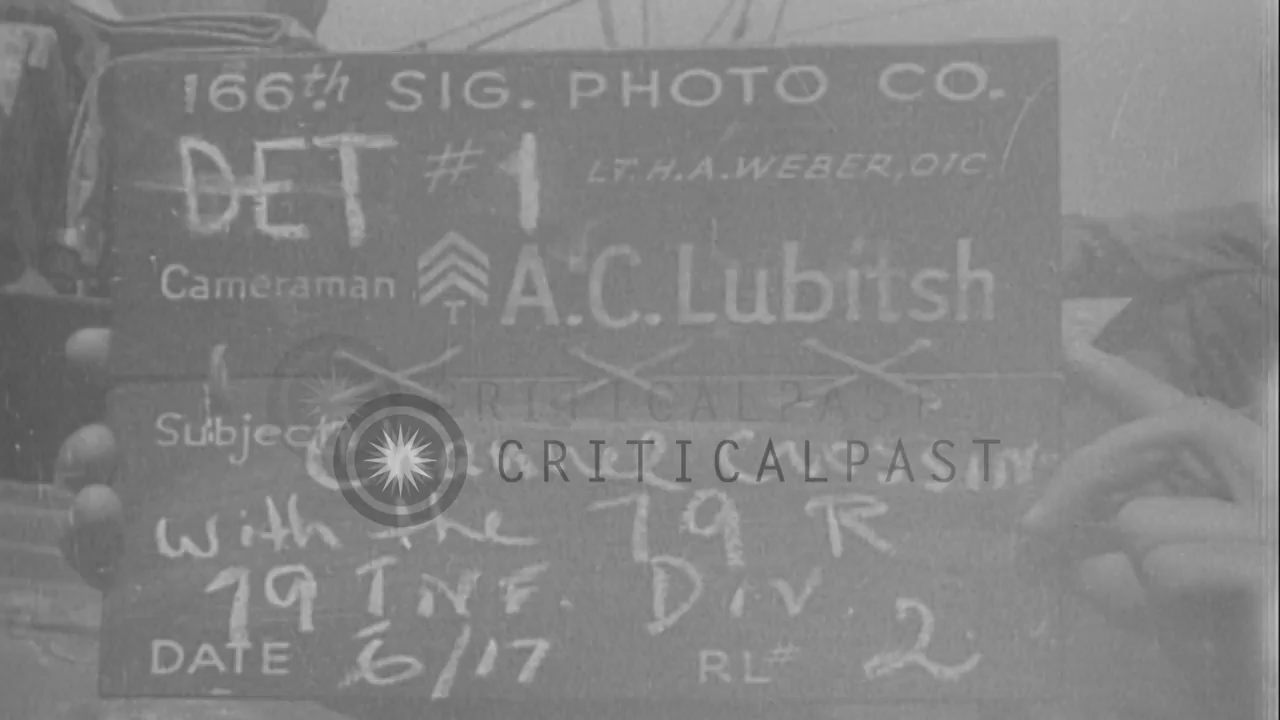 166th SIG. PHOTO CO.
DET # 1 LT. H.A. WEBER, OIC.
Cameraman T A.C. Lubitsh
CRITICALPAST
Subject
CRITICALPAST
with the 79 R
79 INF. DIV.
DATE 6/17 RL# 2